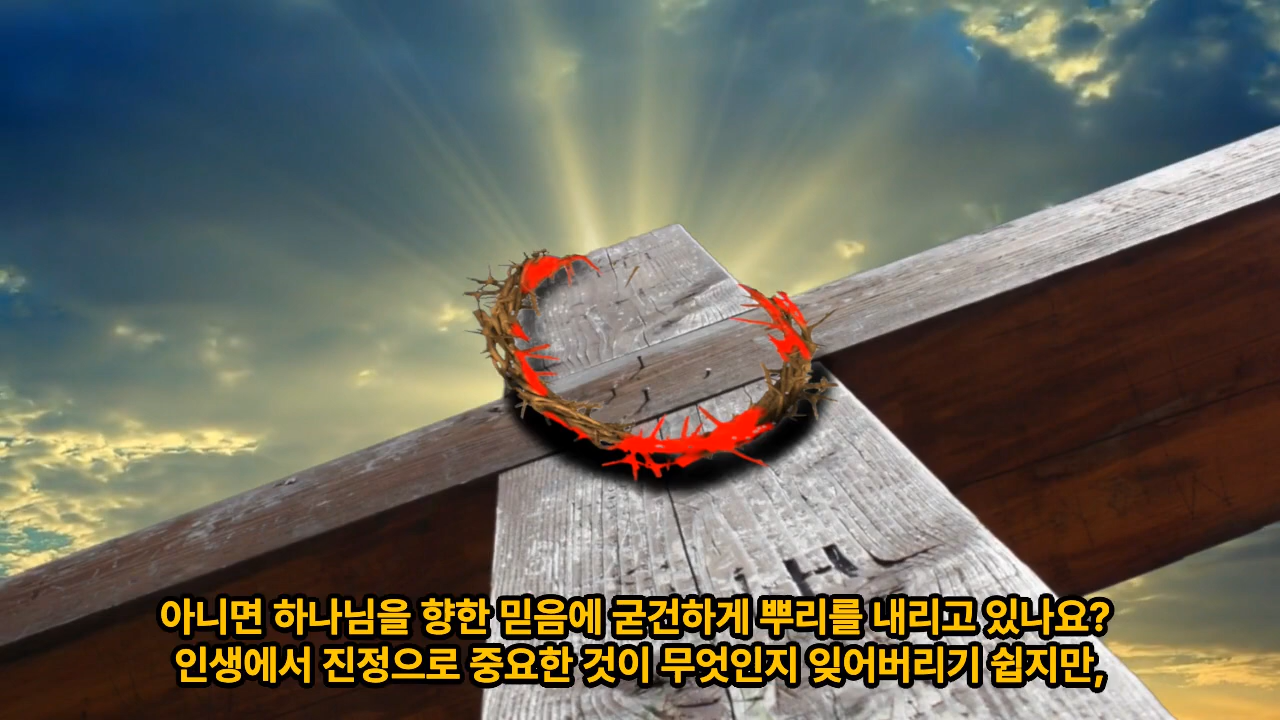 아니면 하나님을 향한 믿음에 굳건하게 뿌리를 내리고 있나요?
인생에서 진정으로 중요한 것이 무엇인지 잊어버리기 쉽지만,